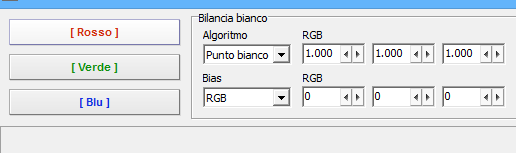 Bilancia bianco
[ Rosso ]
Algoritmo RGB
Punto bianco 1.000 1.000 1.000
[ Verde ]
Bias RGB
RGB 0 0 0
[ Blu ]